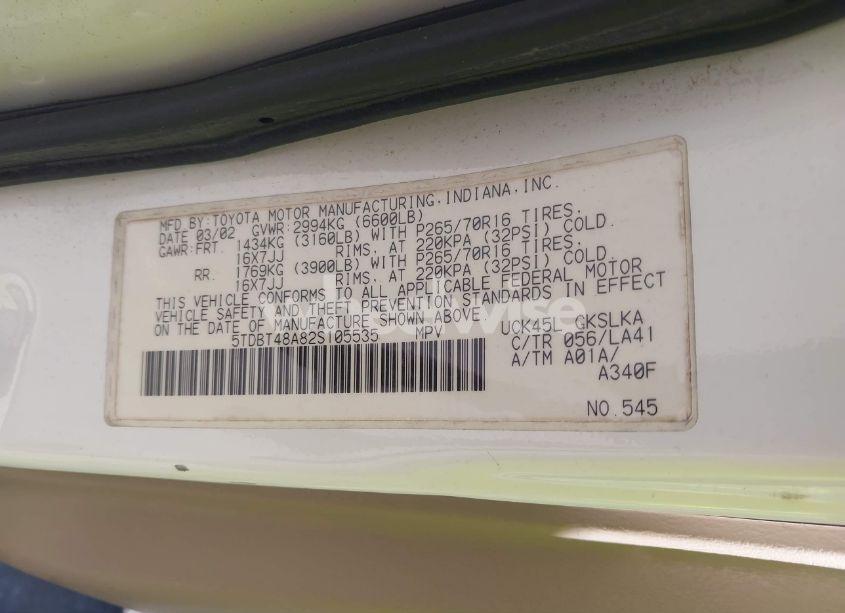 MFD.BY:TOYOTA MOTOR MANUFACTURING,INDIANA,INC.
DATE 03/02 GVWR:2994KG (6600LB)
GAWR:FRT. 1434KG (3160LB) WITH P265/70R16 TIRES,
16X7JJ RIMS, AT 220KPA (32PSI) COLD.
RR. 1769KG (3900LB) WITH P265/70R16 TIRES,
16X7JJ RIMS, AT 220KPA (32PSI) COLD.
THIS VEHICLE CONFORMS TO ALL APPLICABLE FEDERAL MOTOR
VEHICLE SAFETY AND THEFT PREVENTION STANDARDS IN EFFECT
ON THE DATE OF MANUFACTURE SHOWN ABOVE.
5TDBT48A82S105535 MPV
UCK45L GKSLKA
C/TR 056/LA41
A/TM A01A/
A340F
NO.545